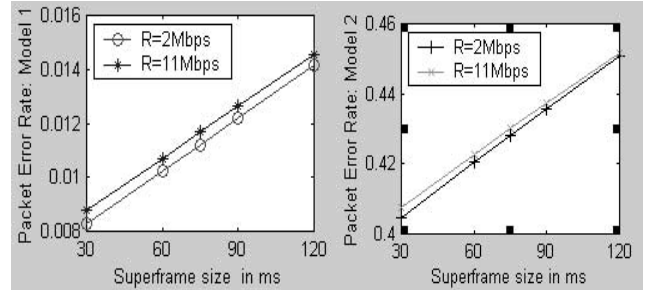 Packet Error Rate: Model 1
0.016
0.014
0.012
0.01
0.008
R=2Mbps
R=11Mbps
30 60 90 120
Superframe size in ms
Packet Error Rate: Model 2
0.46
0.44
0.42
0.4
R=2Mbps
R=11Mbps
30 60 90 120
Superframe size in ms